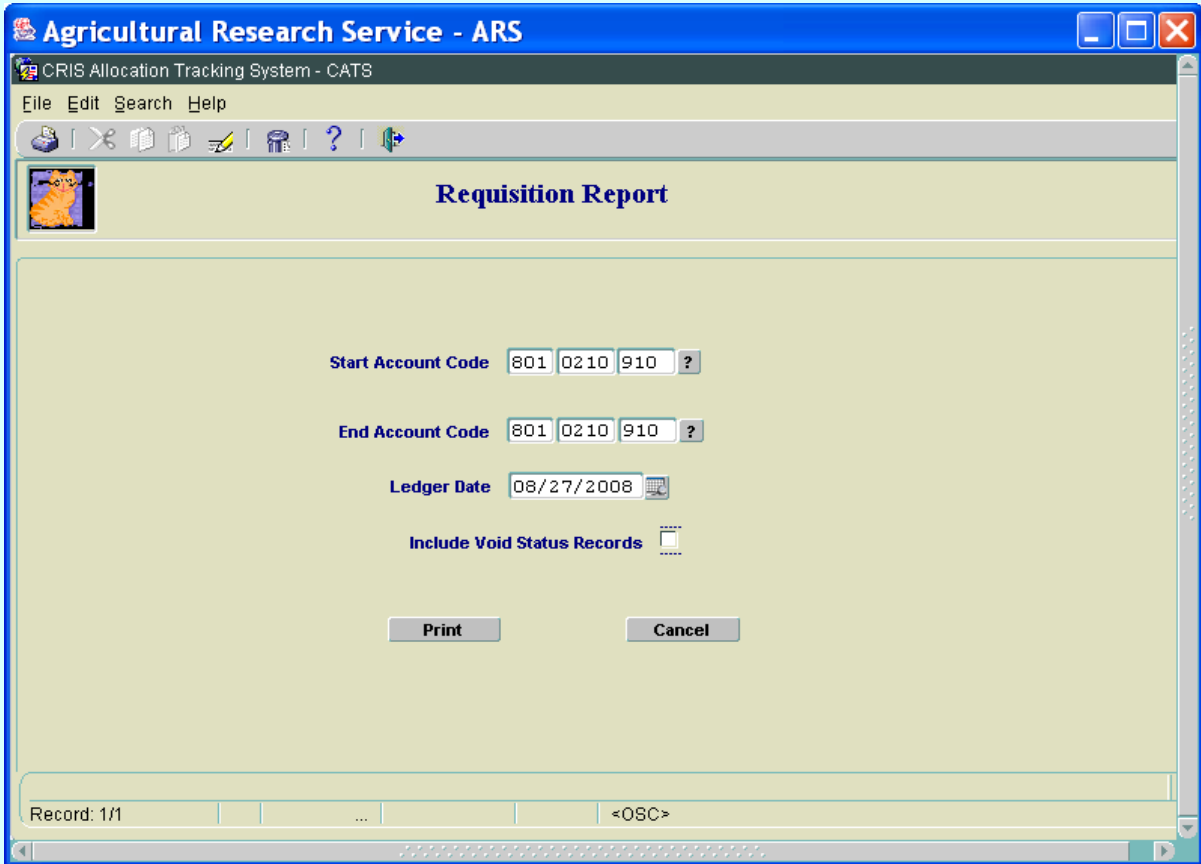 Agricultural Research Service - ARS
CRIS Allocation Tracking System - CATS
File Edit Search Help
?
Requisition Report
Start Account Code 801 0210 910 ?
End Account Code 801 0210 910 ?
Ledger Date 08/27/2008
Include Void Status Records
Print Cancel
Record: 1/1 ... <OSC>